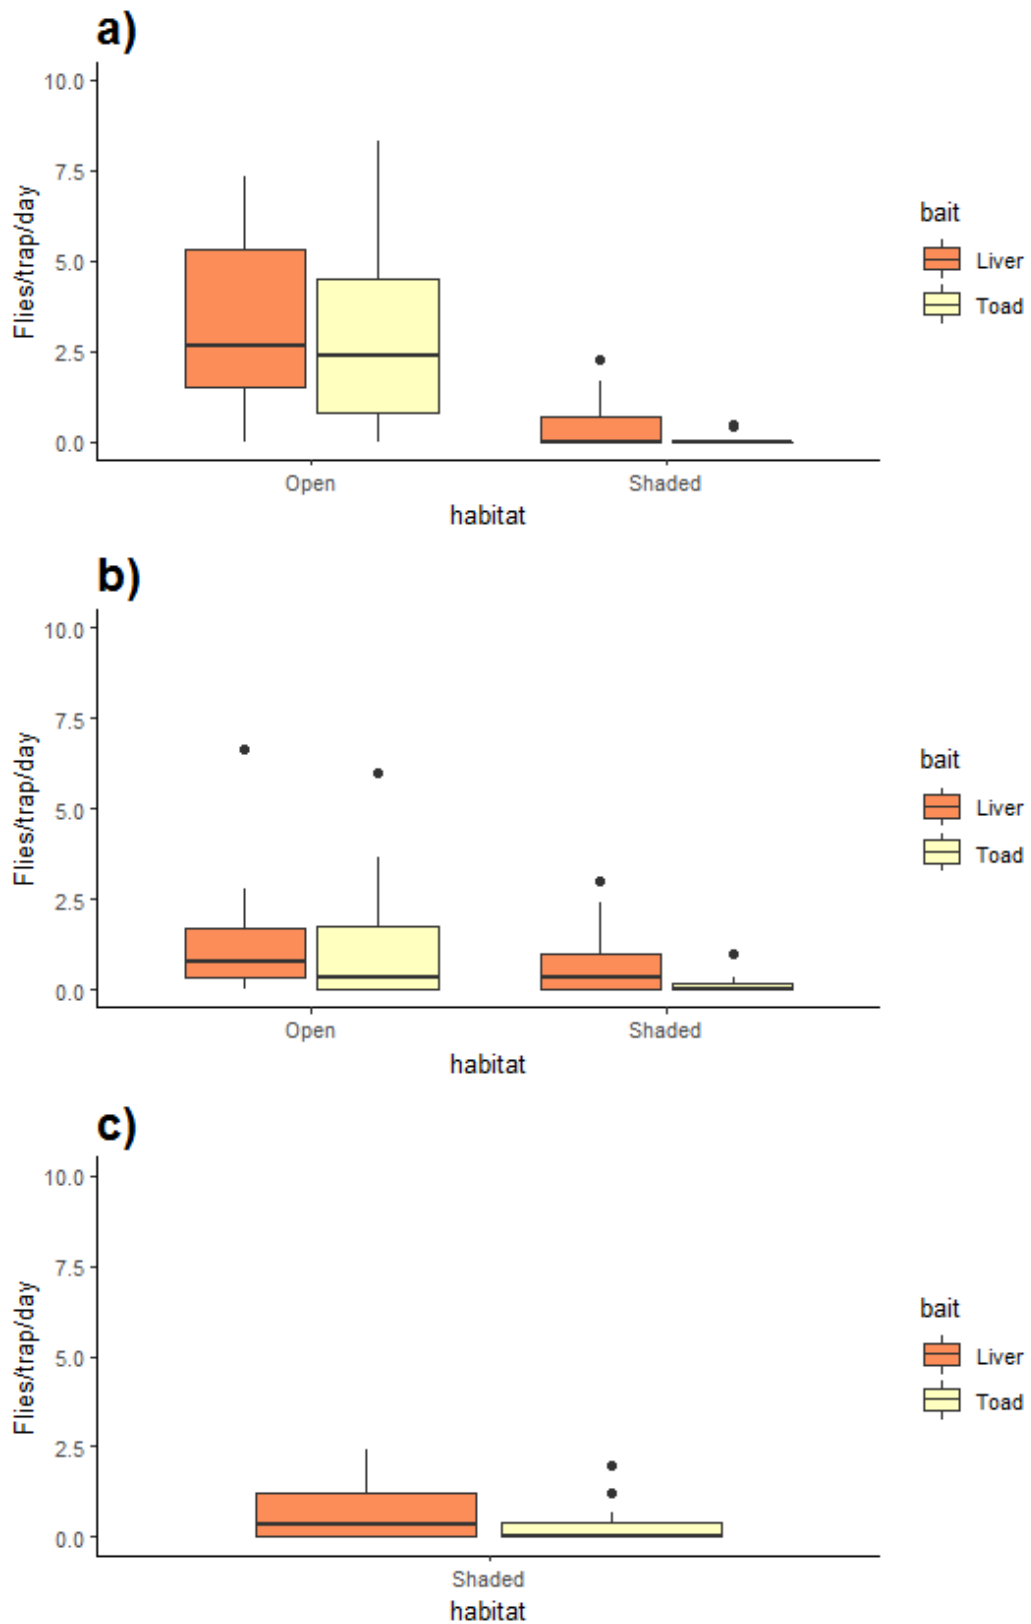 a)
10.0
7.5
5.0
2.5
0.0
Flies/trap/day
Open Shaded
habitat
bait
Liver
Toad
b)
10.0
7.5
5.0
2.5
0.0
Flies/trap/day
Open Shaded
habitat
bait
Liver
Toad
c)
10.0
7.5
5.0
2.5
0.0
Flies/trap/day
Shaded
habitat
bait
Liver
Toad